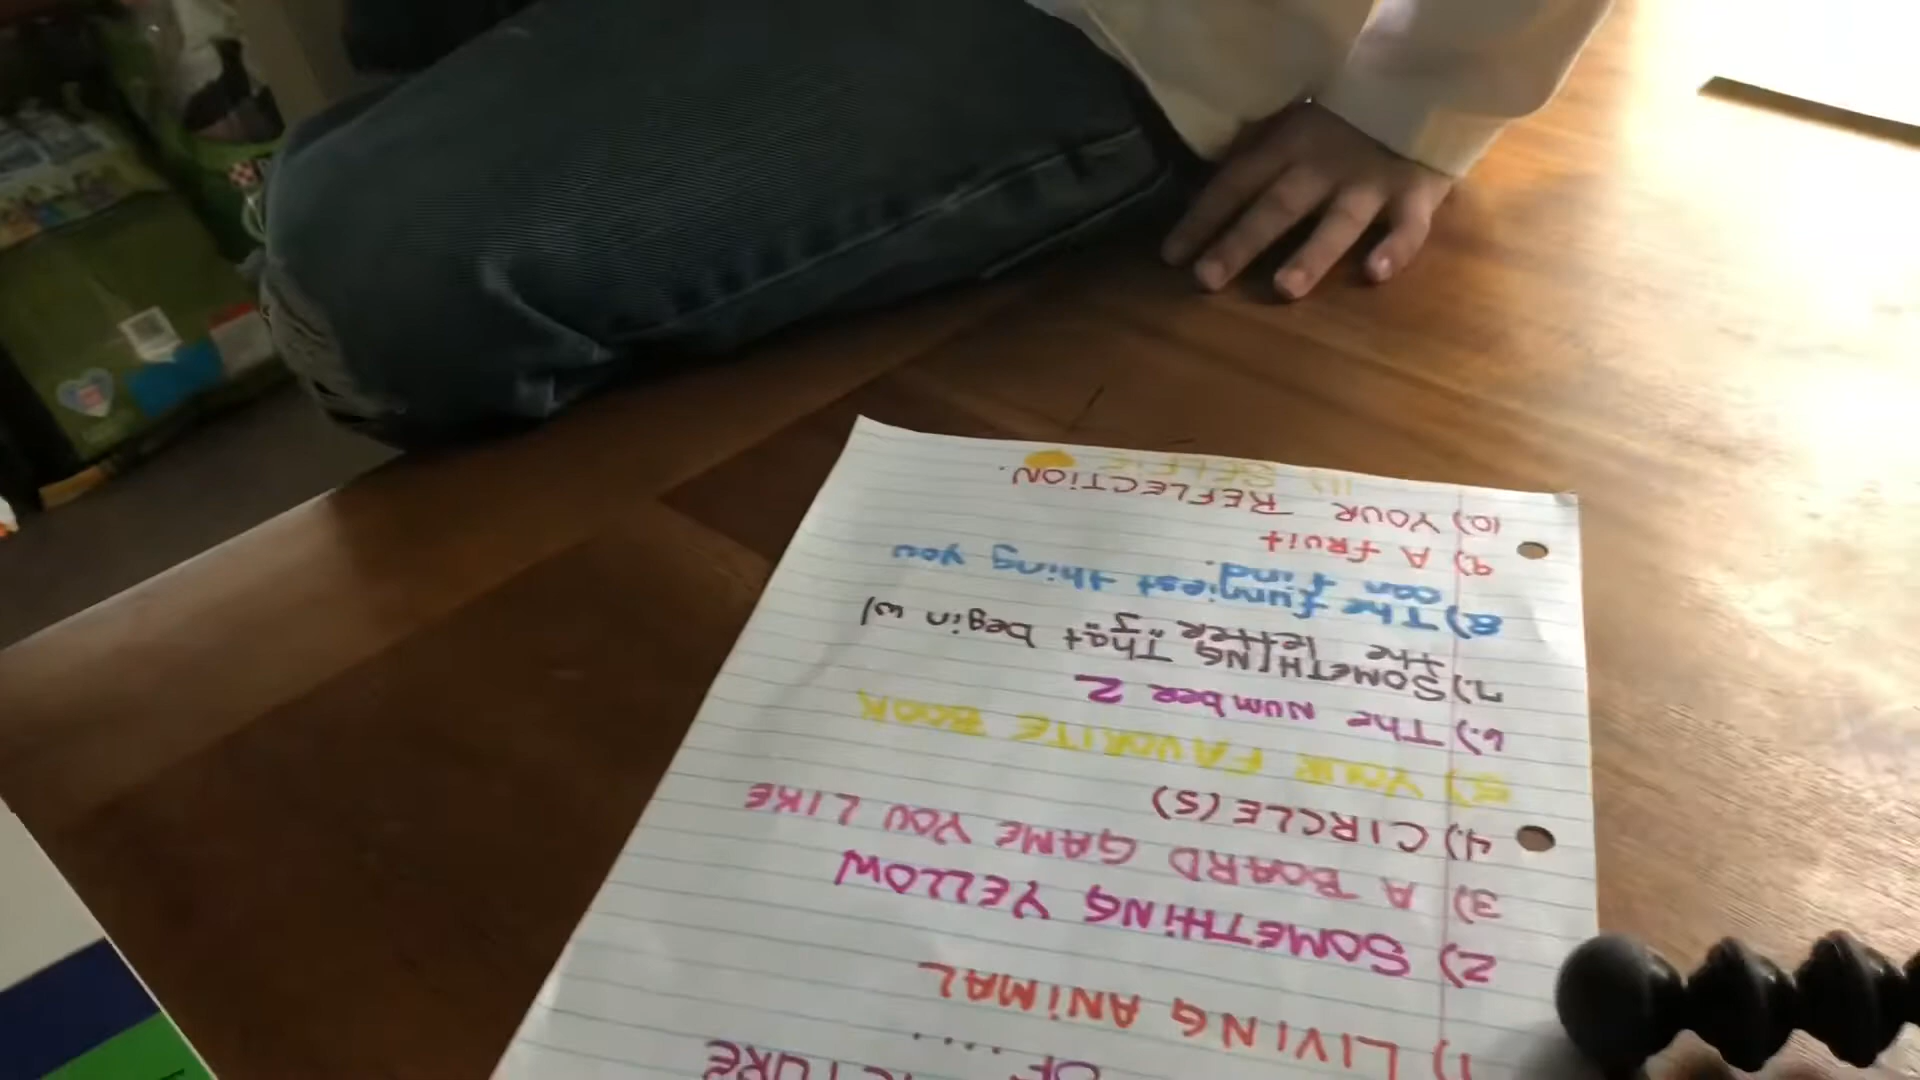 OF ....
1) LIVING ANIMAL
2) SOMETHING YELLOW
3) A BOARD GAME YOU LIKE
4.) CIRCLE(S)
5) YOUR FAVORITE BOOK
6.) The NUMBER 2
7.) SOMETHING That begin w/
the letter "y"
8) The funniest thing you
can find.
9) A FRUIT
10.) YOUR REFLECTION.
IN SELFIE